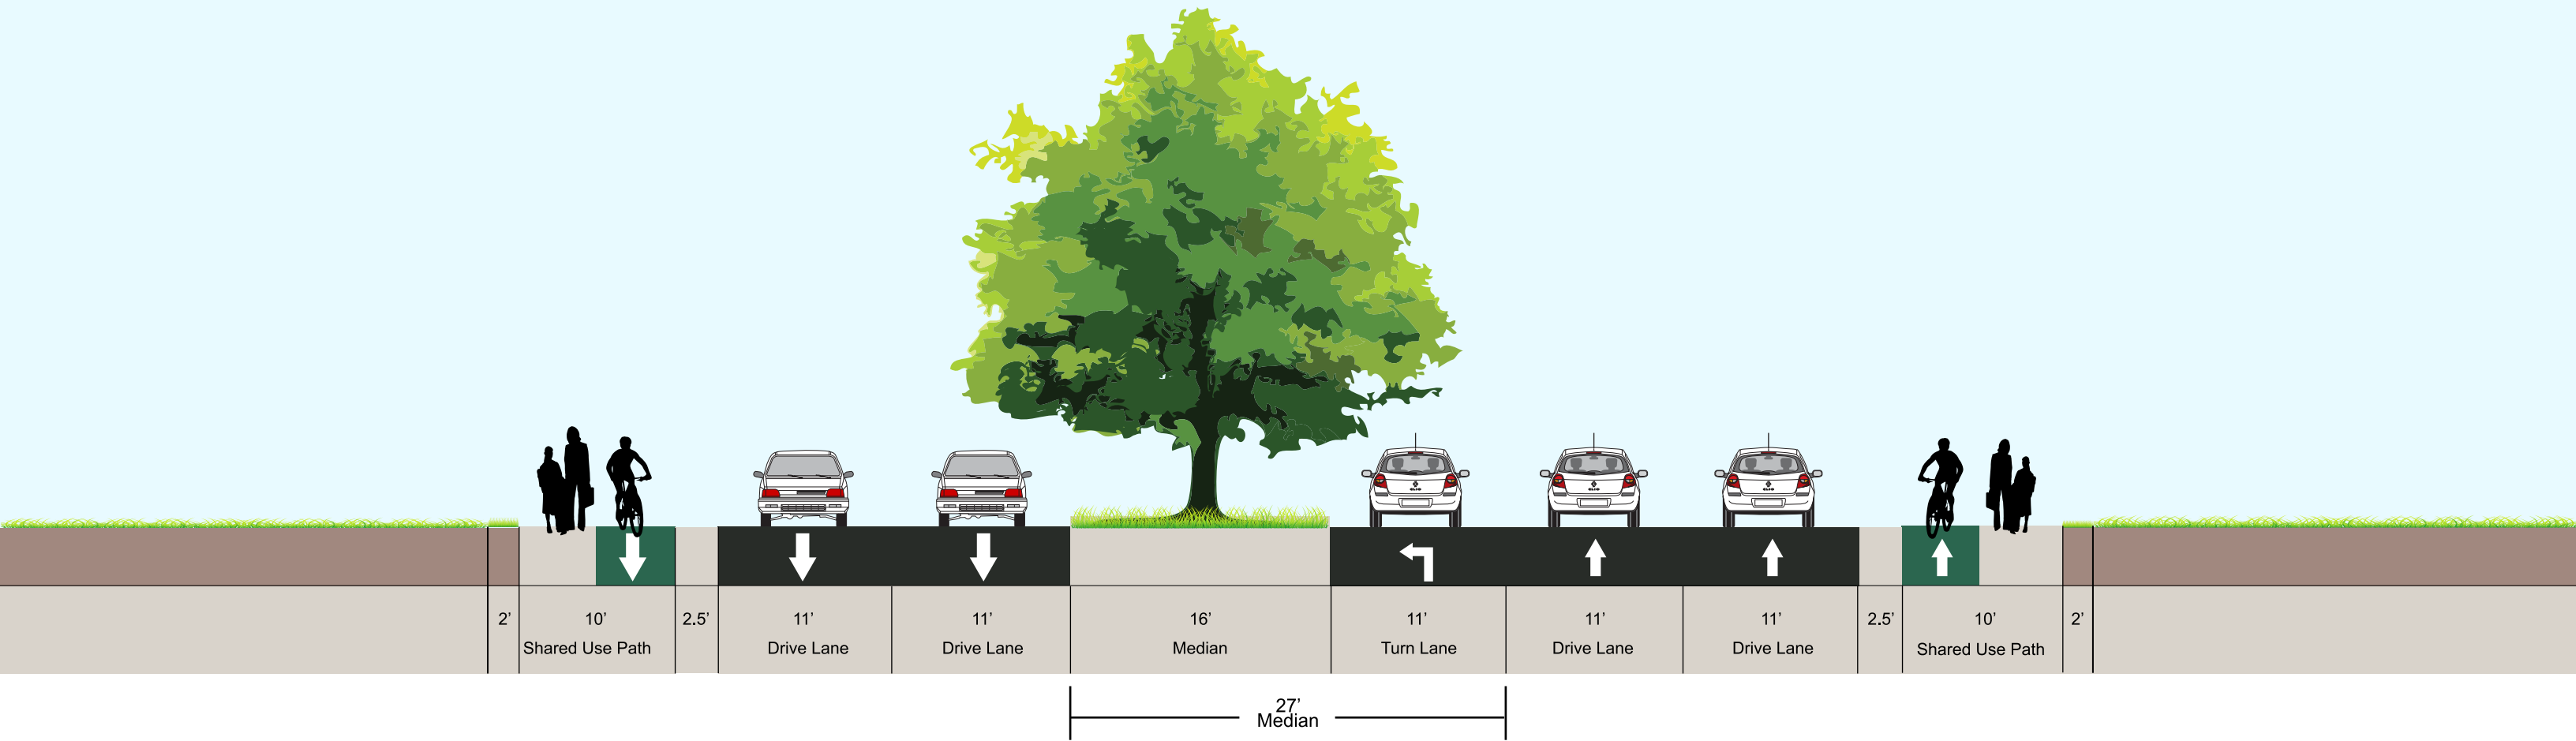 2’
10’
Shared Use Path
2.5’
11’
Drive Lane
11’
Drive Lane
16’
Median
11’
Turn Lane
11’
Drive Lane
11’
Drive Lane
2.5’
10’
Shared Use Path
2’
27’
Median